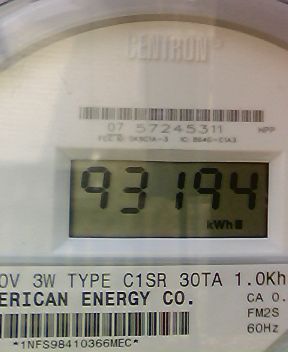 CENTRON®
07 57245311 HPP
93194
kWh
0V 3W TYPE C1SR 30TA 1.0Kh
ERICAN ENERGY CO.
CA 0.
FM2S
60Hz
*1NFS98410366MEC*